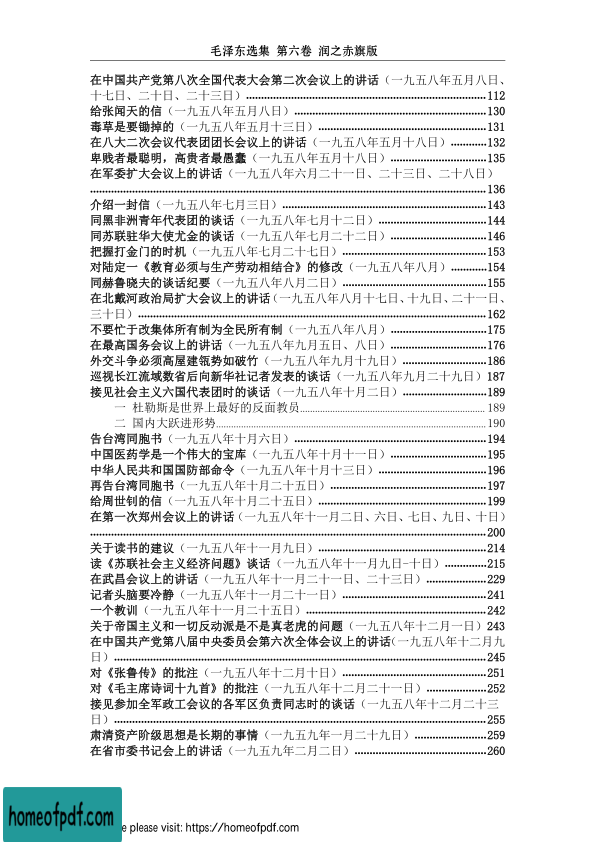 毛泽东选集 第六卷 润之赤旗版
在中国共产党第八次全国代表大会第二次会议上的讲话（一九五八年五月八日、
十七日、二十日、二十三日）112
给张闻天的信（一九五八年五月八日）130
毒草是要锄掉的（一九五八年五月十三日）131
在八大二次会议代表团团长会议上的讲话（一九五八年五月十八日）132
卑贱者最聪明，高贵者最愚蠢（一九五八年五月十八日）135
在军委扩大会议上的讲话（一九五八年六月二十一日、二十三日、二十八日）
136
介绍一封信（一九五八年七月三日）143
同黑非洲青年代表团的谈话（一九五八年七月十二日）144
同苏联驻华大使尤金的谈话（一九五八年七月二十二日）146
把握打金门的时机（一九五八年七月二十七日）153
对陆定一《教育必须与生产劳动相结合》的修改（一九五八年八月）154
同赫鲁晓夫的谈话纪要（一九五八年八月二日）155
在北戴河政治局扩大会议上的讲话（一九五八年八月十七日、十九日、二十一日、
三十日）162
不要忙于改集体所有制为全民所有制（一九五八年八月）175
在最高国务会议上的讲话（一九五八年九月五日、八日）176
外交斗争必须高屋建瓴势如破竹（一九五八年九月十九日）186
巡视长江流域数省后向新华社记者发表的谈话（一九五八年九月二十九日）187
接见社会主义六国代表团时的谈话（一九五八年十月二日）189
一 杜勒斯是世界上最好的反面教员189
二 国内大跃进形势190
告台湾同胞书（一九五八年十月六日）194
中国医药学是一个伟大的宝库（一九五八年十月十一日）195
中华人民共和国国防部命令（一九五八年十月十三日）196
再告台湾同胞书（一九五八年十月二十五日）197
给周世钊的信（一九五八年十月二十五日）199
在第一次郑州会议上的讲话（一九五八年十一月二日、六日、七日、九日、十日）
200
关于读书的建议（一九五八年十一月九日）214
读《苏联社会主义经济问题》谈话（一九五八年十一月九日-十日）215
在武昌会议上的讲话（一九五八年十一月二十一日、二十三日）229
记者头脑要冷静（一九五八年十一月二十一日）241
一个教训（一九五八年十一月二十五日）242
关于帝国主义和一切反动派是不是真老虎的问题（一九五八年十二月一日）243
在中国共产党第八届中央委员会第六次全体会议上的讲话（一九五八年十二月九
日）245
对《张鲁传》的批注（一九五八年十二月十日）251
对《毛主席诗词十九首》的批注（一九五八年十二月二十一日）252
接见参加全军政工会议的各军区负责同志时的谈话（一九五八年十二月二十三
日）255
肃清资产阶级思想是长期的事情（一九五九年一月二十九日）259
在省市委书记会上的讲话（一九五九年二月二日）260
homeofpdf.com
e please visit: https://homeofpdf.com